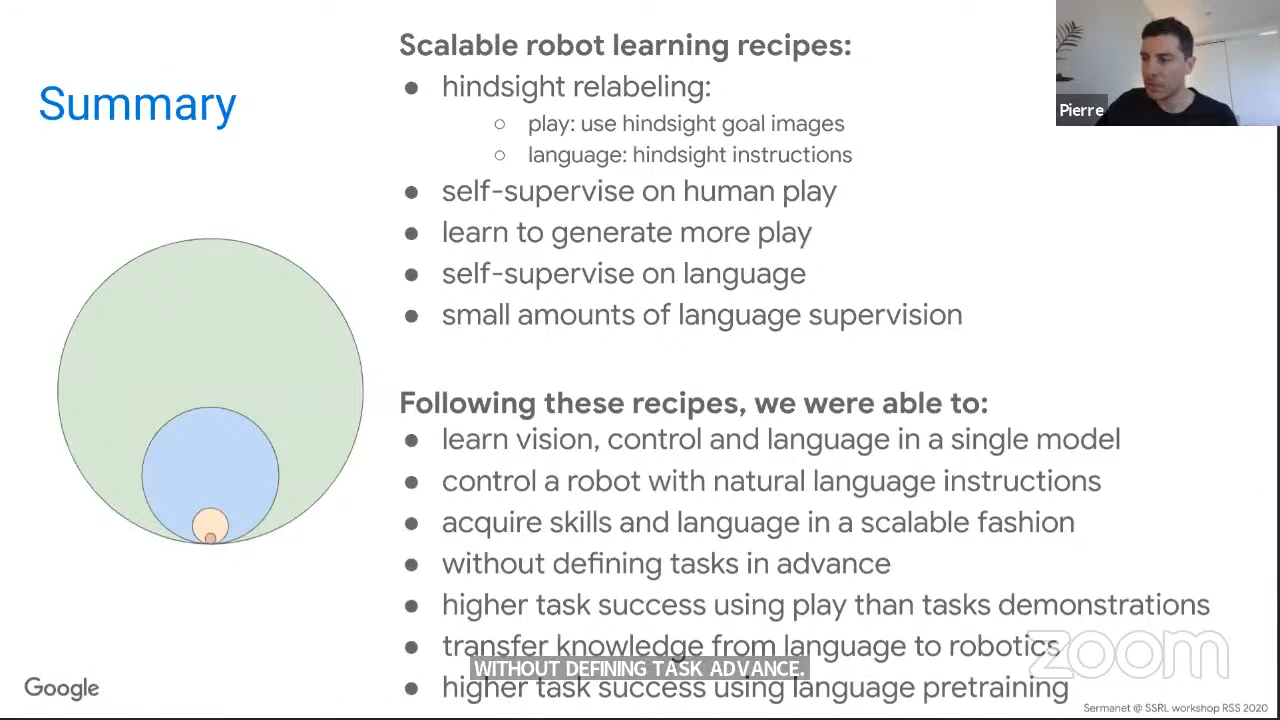 Summary
Scalable robot learning recipes:
● hindsight relabeling:
○ play: use hindsight goal images
○ language: hindsight instructions
● self-supervise on human play
● learn to generate more play
● self-supervise on language
● small amounts of language supervision
Following these recipes, we were able to:
● learn vision, control and language in a single model
● control a robot with natural language instructions
● acquire skills and language in a scalable fashion
● without defining tasks in advance
● higher task success using play than tasks demonstrations
● transfer knowledge from language to robotics
● higher task success using language pretraining
WITHOUT DEFINING TASK ADVANCE.
Pierre
zoom
Google
Sermanet @ SSRL workshop RSS 2020